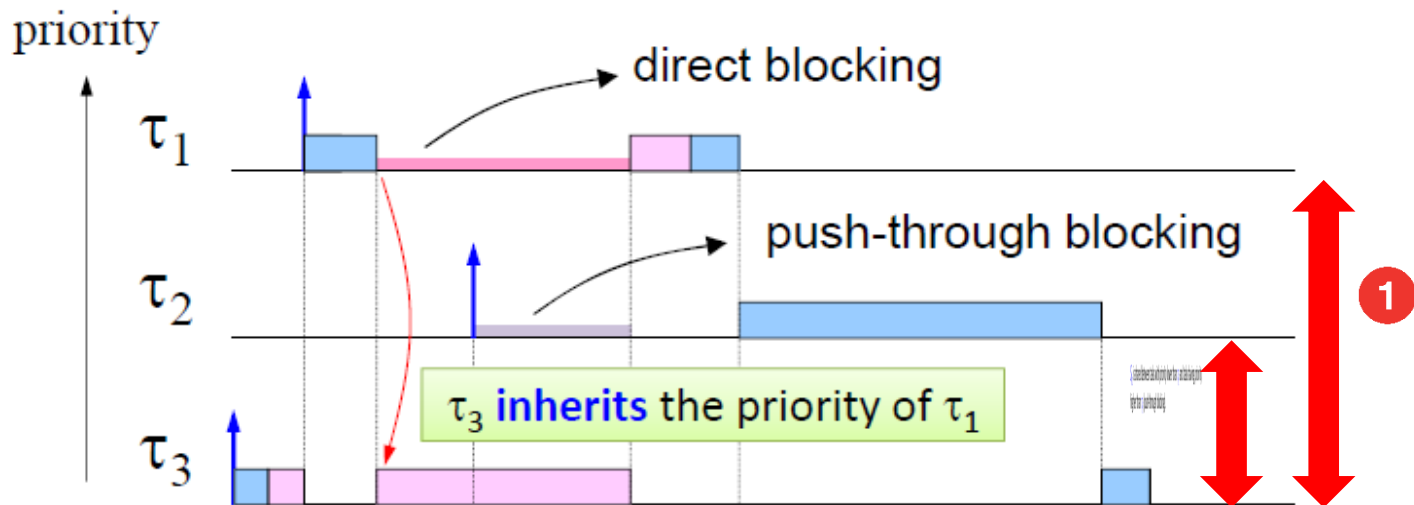 priority
direct blocking
τ1
push-through blocking
1
τ2
τ3 inherits the priority of τ1
τ3